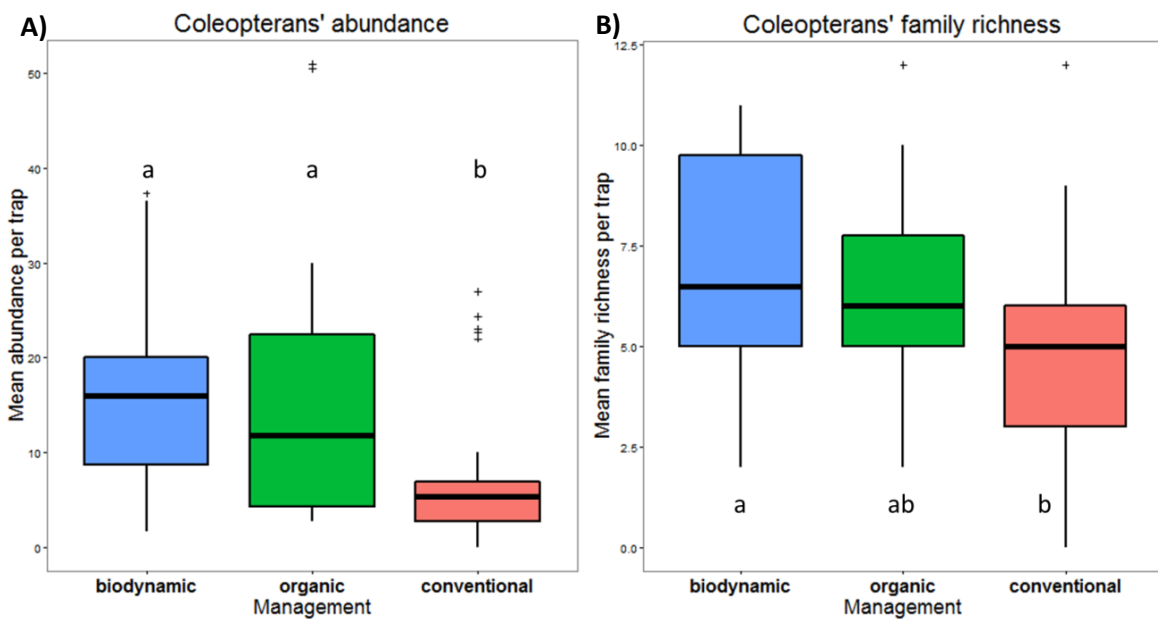 A)
Coleopterans' abundance
Mean abundance per trap
50
40
30
20
10
0
a
a
b
biodynamic
organic
conventional
Management
B)
Coleopterans' family richness
Mean family richness per trap
12.5
10.0
7.5
5.0
2.5
0.0
a
ab
b
biodynamic
organic
conventional
Management